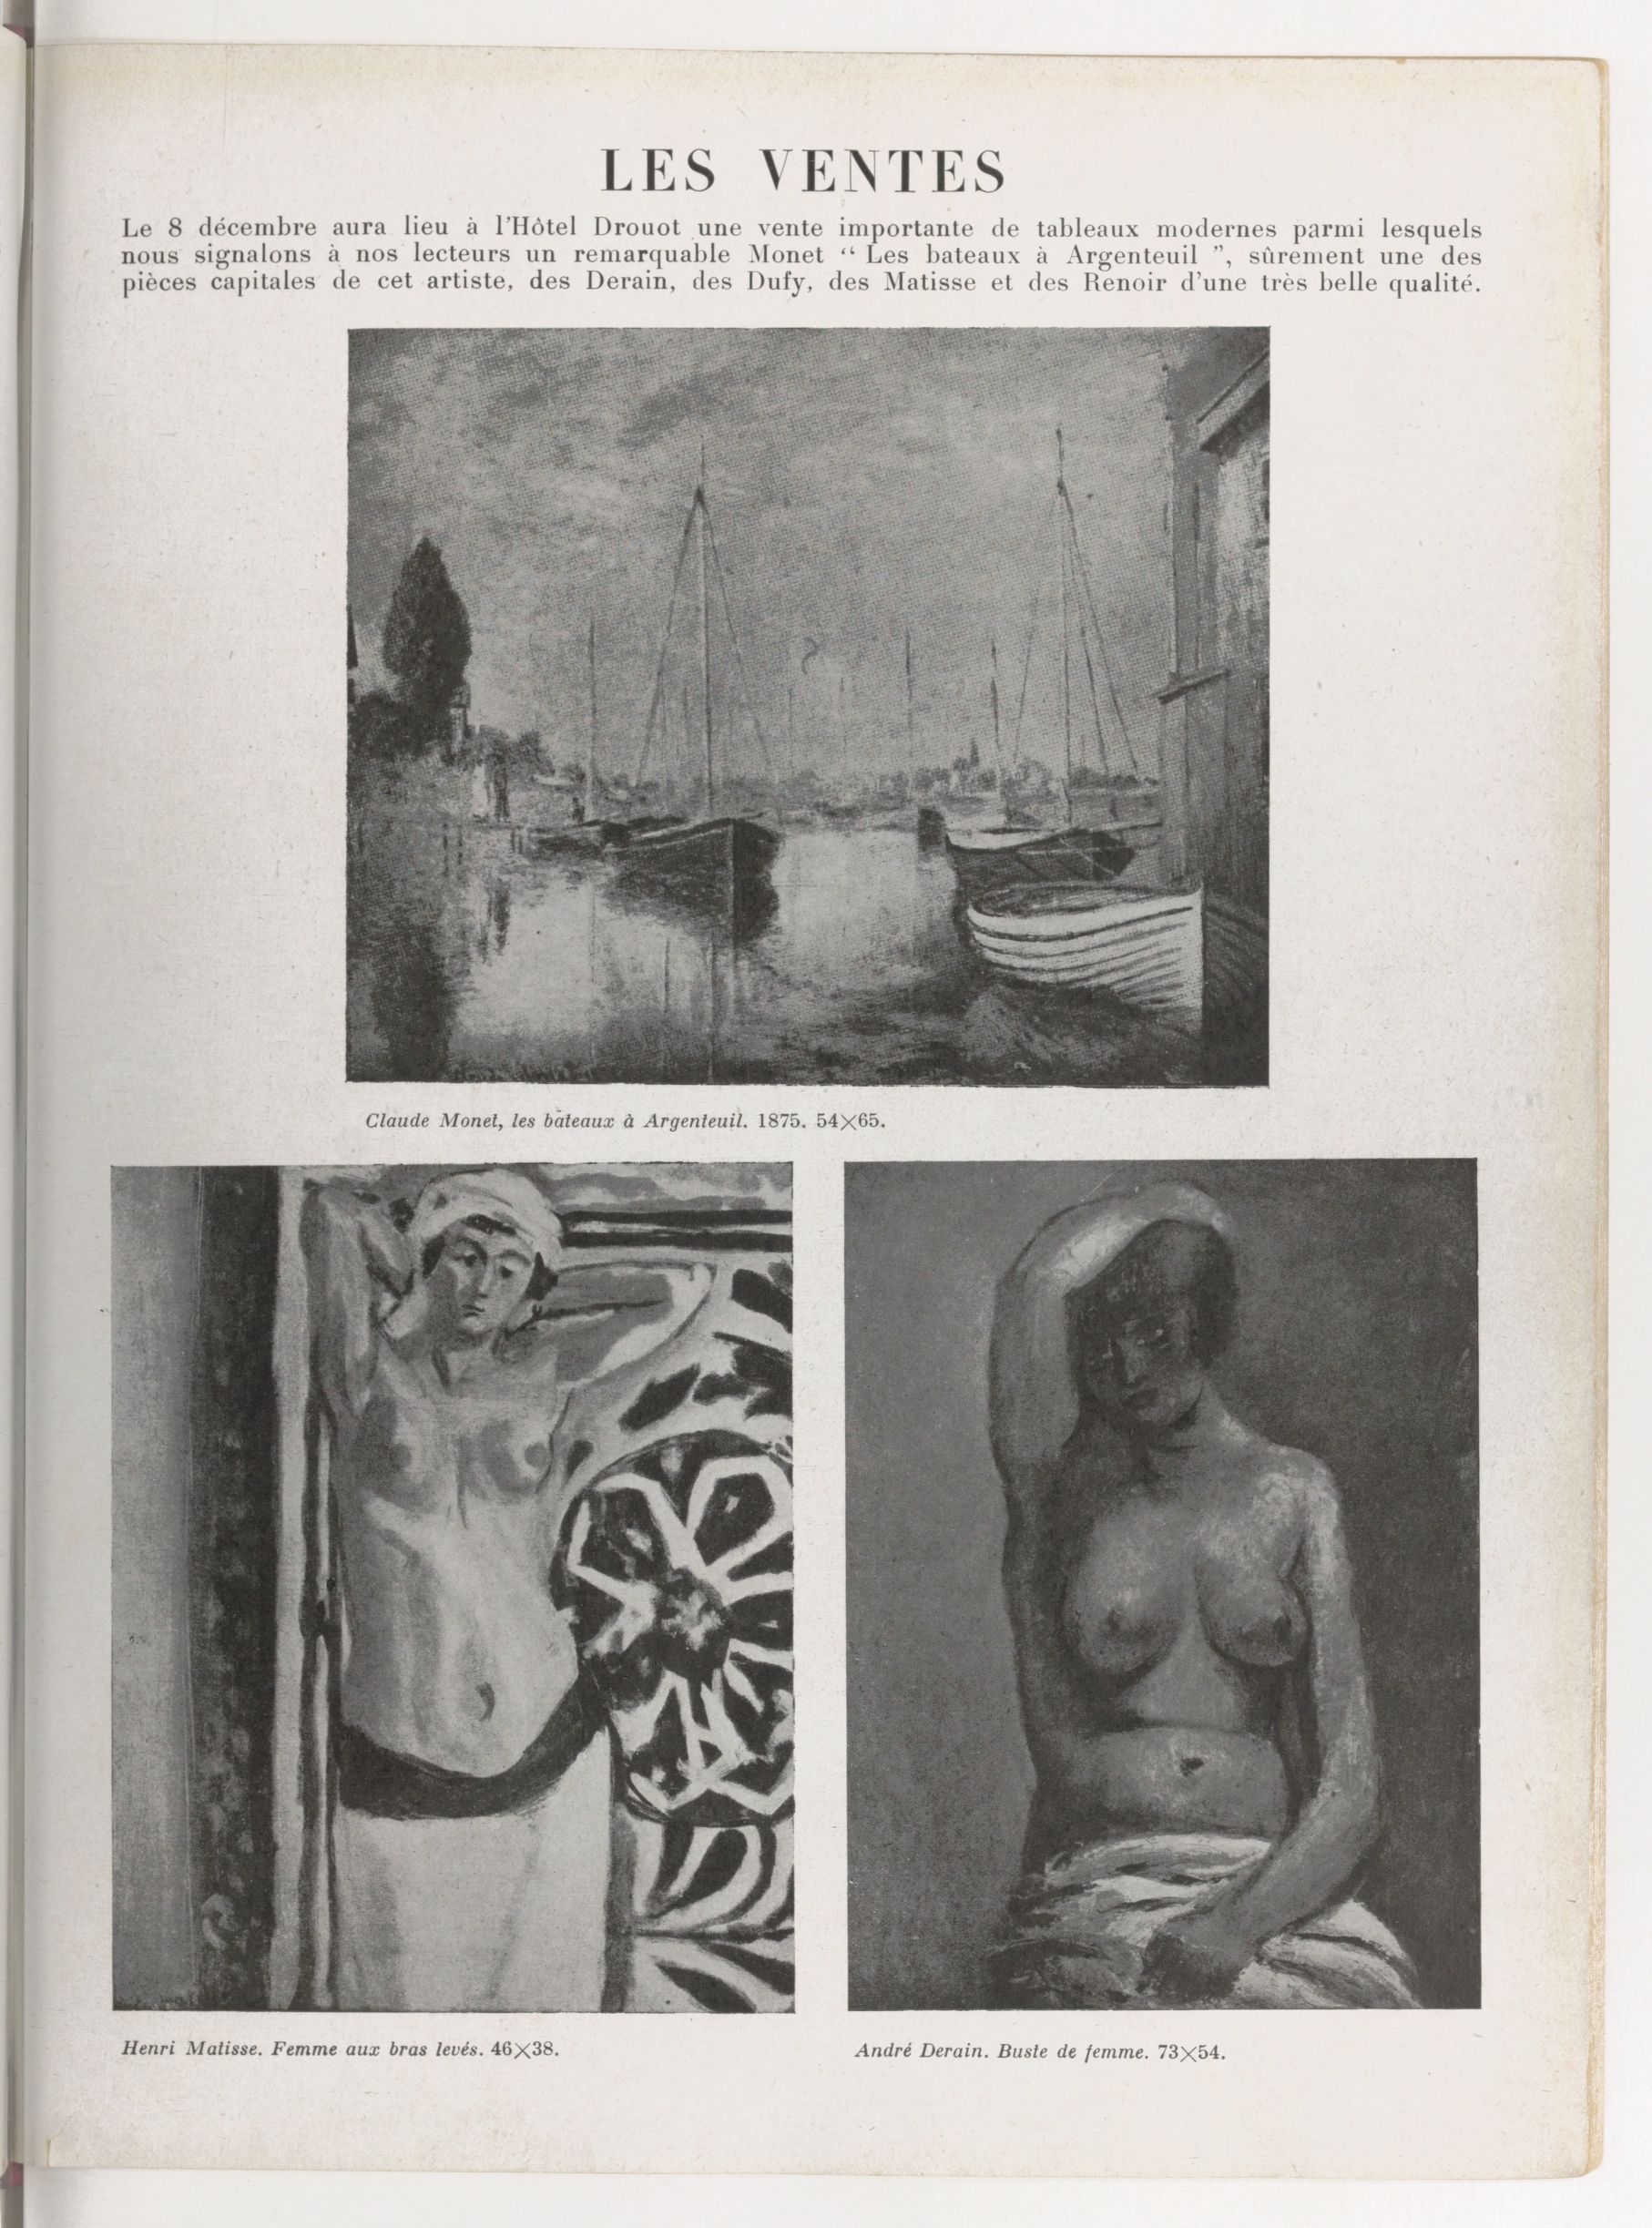 LES VENTES
Le 8 décembre aura lieu à l'Hôtel Drouot une vente importante de tableaux modernes parmi lesquels
nous signalons à nos lecteurs un remarquable Monet “ Les bateaux à Argenteuil ”, sûrement une des
pièces capitales de cet artiste, des Derain, des Dufy, des Matisse et des Renoir d'une très belle qualité.
Claude Monet, les bateaux à Argenteuil. 1875. 54×65.
Henri Matisse. Femme aux bras levés. 46×38.
André Derain. Buste de femme. 73×54.